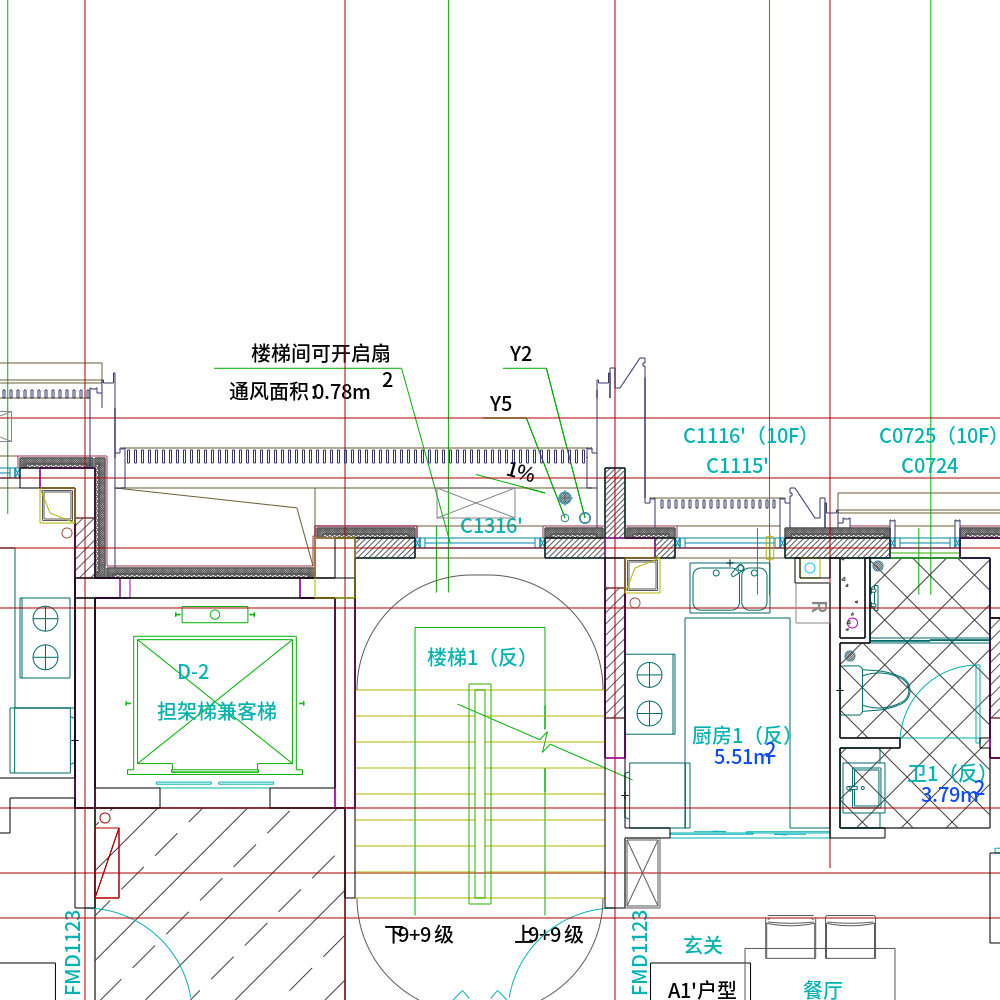 楼梯间可开启扇
通风面积:0.78m2
Y2
Y5
1%
C1316'
C1116'（10F）
C1115'
C0725（10F）
C0724
R
D-2
担架梯兼客梯
楼梯1（反）
厨房1（反）
5.51m2
卫1（反）
3.79m2
下9+9 级
上9+9 级
FMD1123
FMD1123
玄关
A1'户型
餐厅